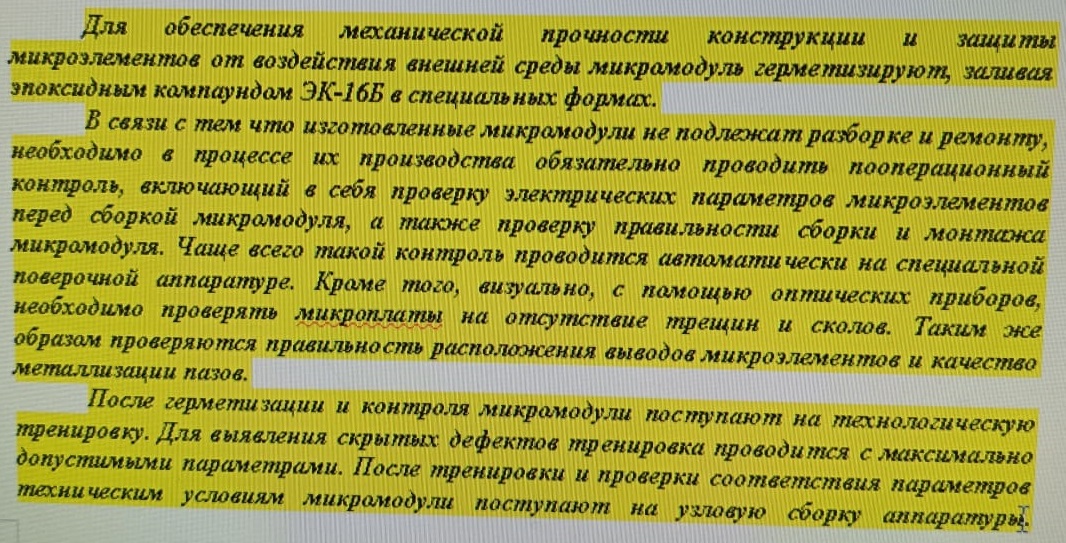 Для обеспечения механической прочности конструкции и защиты
микроэлементов от воздействия внешней среды микромодуль герметизируют, заливая
эпоксидным компаундом ЭК-16Б в специальных формах.
В связи с тем что изготовленные микромодули не подлежат разборке и ремонту,
необходимо в процессе их производства обязательно проводить пооперационный
контроль, включающий в себя проверку электрических параметров микроэлементов
перед сборкой микромодуля, а также проверку правильности сборки и монтажа
микромодуля. Чаще всего такой контроль проводится автоматически на специальной
поверочной аппаратуре. Кроме того, визуально, с помощью оптических приборов,
необходимо проверять микроплаты на отсутствие трещин и сколов. Таким же
образом проверяются правильность расположения выводов микроэлементов и качество
металлизации пазов.
После герметизации и контроля микромодули поступают на технологическую
тренировку. Для выявления скрытых дефектов тренировка проводится с максимально
допустимыми параметрами. После тренировки и проверки соответствия параметров
техническим условиям микромодули поступают на узловую сборку аппаратуры.